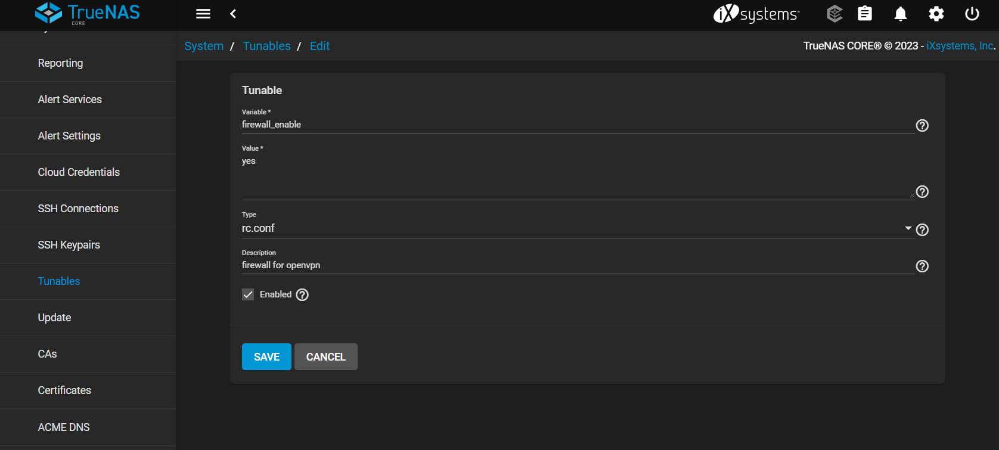 TrueNAS
CORE
iXsystems™
System / Tunables / Edit
TrueNAS CORE® © 2023 - iXsystems, Inc.
Reporting
Alert Services
Alert Settings
Cloud Credentials
SSH Connections
SSH Keypairs
Tunables
Update
CAs
Certificates
ACME DNS
Tunable
Variable *
firewall_enable
Value *
yes
Type
rc.conf
Description
firewall for openvpn
Enabled
SAVE CANCEL